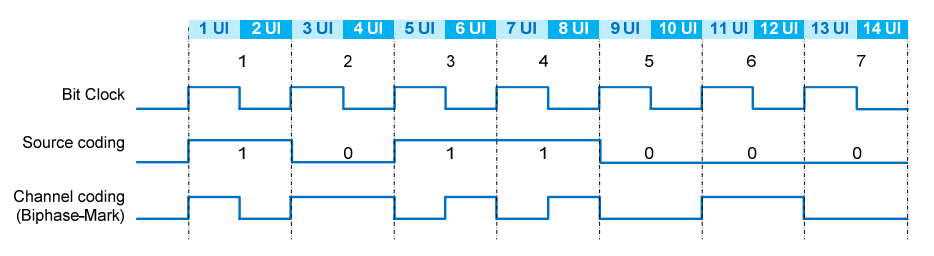 1 UI 2 UI 3 UI 4 UI 5 UI 6 UI 7 UI 8 UI 9 UI 10 UI 11 UI 12 UI 13 UI 14 UI
1 2 3 4 5 6 7
Bit Clock
Source coding
1 0 1 1 0 0 0
Channel coding
(Biphase-Mark)